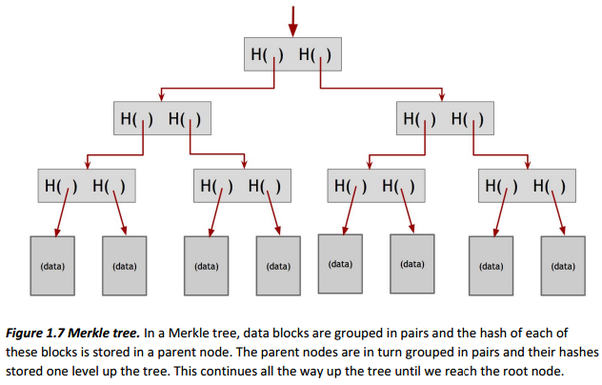 H( ) H( )
H( ) H( )
H( ) H( )
H( ) H( )
H( ) H( )
H( ) H( )
H( ) H( )
(data)
(data)
(data)
(data)
(data)
(data)
(data)
(data)
Figure 1.7 Merkle tree. In a Merkle tree, data blocks are grouped in pairs and the hash of each of
these blocks is stored in a parent node. The parent nodes are in turn grouped in pairs and their hashes
stored one level up the tree. This continues all the way up the tree until we reach the root node.